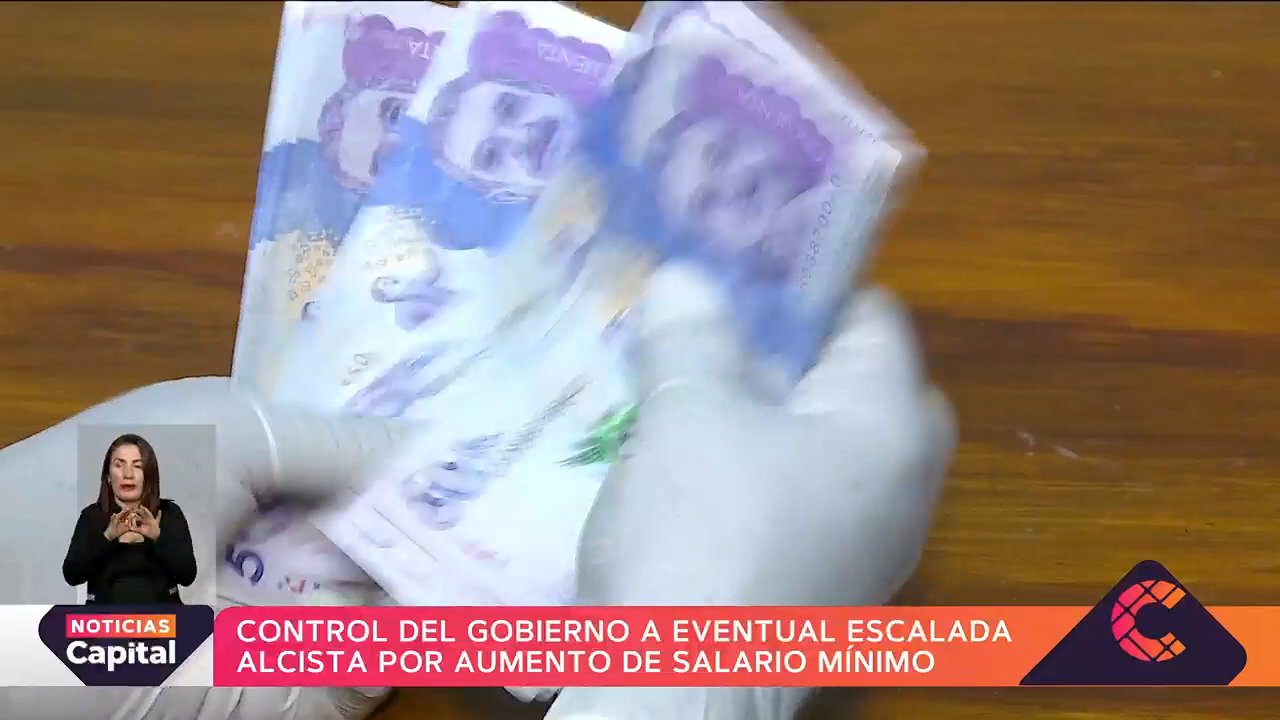 NOTICIAS
Capital
CONTROL DEL GOBIERNO A EVENTUAL ESCALADA
ALCISTA POR AUMENTO DE SALARIO MÍNIMO